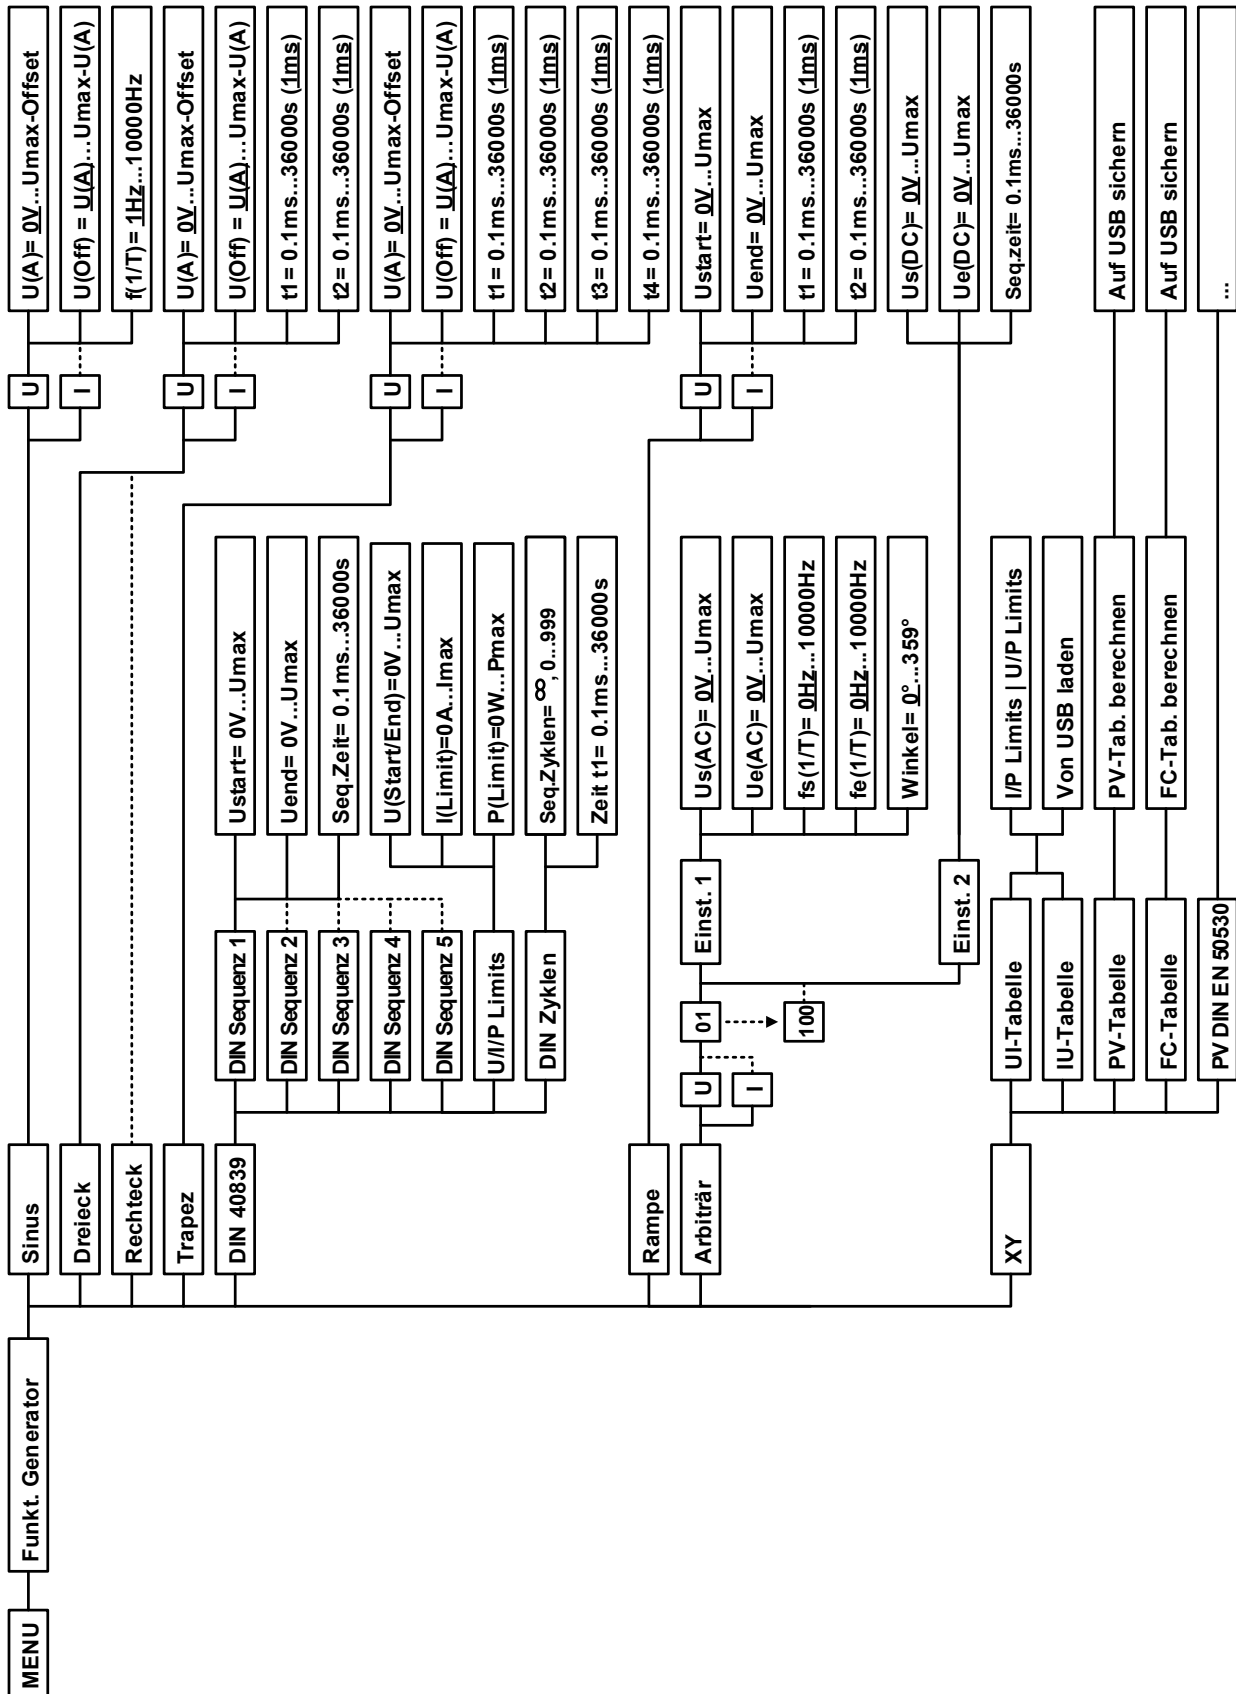 MENU
Funkt. Generator
Sinus
U
I
U(A)= 0V...Umax-Offset
U(Off) = U(A)...Umax-U(A)
f(1/T)= 1Hz...10000Hz
Dreieck
Rechteck
U
I
U(A)= 0V...Umax-Offset
U(Off) = U(A)...Umax-U(A)
t1= 0.1ms...36000s (1ms)
t2= 0.1ms...36000s (1ms)
Trapez
U
I
U(A)= 0V...Umax-Offset
U(Off) = U(A)...Umax-U(A)
t1= 0.1ms...36000s (1ms)
t2= 0.1ms...36000s (1ms)
t3= 0.1ms...36000s (1ms)
t4= 0.1ms...36000s (1ms)
DIN 40839
DIN Sequenz 1
DIN Sequenz 2
DIN Sequenz 3
DIN Sequenz 4
DIN Sequenz 5
Ustart= 0V...Umax
Uend= 0V...Umax
Seq.Zeit= 0.1ms...36000s
U/I/P Limits
U(Start/End)=0V...Umax
I(Limit)=0A...Imax
P(Limit)=0W...Pmax
DIN Zyklen
Seq.Zyklen= ∞, 0...999
Zeit t1= 0.1ms...36000s
Rampe
U
I
Ustart= 0V...Umax
Uend= 0V...Umax
t1= 0.1ms...36000s (1ms)
t2= 0.1ms...36000s (1ms)
Arbiträr
U
I
01
100
Einst. 1
Us(AC)= 0V...Umax
Ue(AC)= 0V...Umax
fs(1/T)= 0Hz...10000Hz
fe(1/T)= 0Hz...10000Hz
Winkel= 0°...359°
Einst. 2
Us(DC)= 0V...Umax
Ue(DC)= 0V...Umax
Seq.zeit= 0.1ms...36000s
XY
UI-Tabelle
IU-Tabelle
I/P Limits | U/P Limits
Von USB laden
PV-Tabelle
PV-Tab. berechnen
Auf USB sichern
FC-Tabelle
FC-Tab. berechnen
Auf USB sichern
PV DIN EN 50530
...